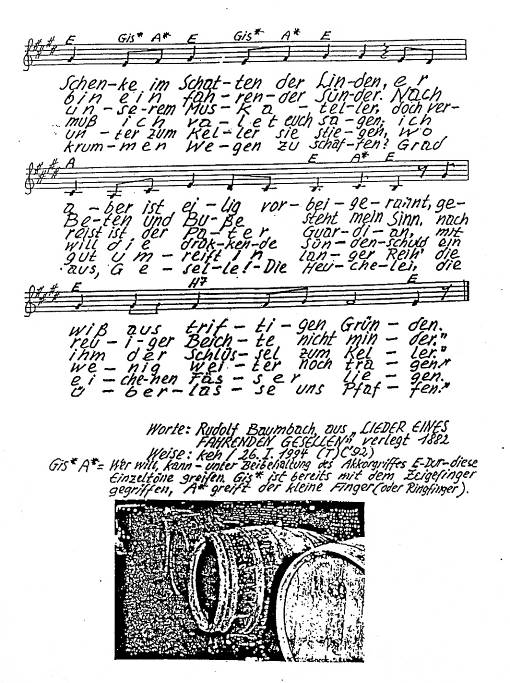 E Gis* A* E Gis* A* E
Schen-ke im Schat-ten der Lin-den, er
bin ein fah-ren-der Sünder. Nach
un-se-rem Mus-ka-tel-ler, doch ver-
muß ich va-let euch sa-gen; ich
un-ter zum Kel-ler sie stie-gen, wo
krum-men We-gen zu schaf-fen? Grad
A E A* E
a-ber ist ei-lig vor-bei-ge-rannt, ge-
Be-ten und Bu-ße steht mein Sinn, nach
reist ist der Pa-ter Guar-di-an, mit
will die drük-ken-de Sün-den-schuld ein
gut um-reift in lan-ger Reih' die
aus, Ge-sel-le!-Die Heu-che-lei, die
E H7 E
wiß aus trif-ti-gen Grün-den.
reu-i-ger Beich-te nicht min-der."
ihm der Schlüs-sel zum Kel-ler."
we-nig wei-ter noch tra-gen."
ei-che-nen Fäs-ser lie-gen.
ü-ber-las-se uns Pfaf-fen."
Worte: Rudolf Baumbach, aus „LIEDER EINES
FAHRENDEN GESELLEN", verlegt 1882
Weise: keh / 26.I.1994 (T)C'92)
Gis* A* = Wer will, kann-unter Beibehaltung des Akkorgriffes E-Dur-diese
Einzeltöne greifen. Gis* ist bereits mit dem Zeigefinger
gegriffen, A* greift der kleine Finger (oder Ringfinger).